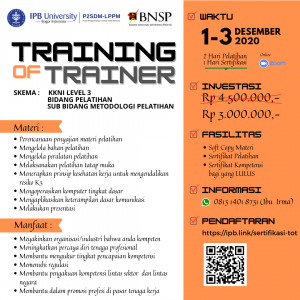 IPB University
Bogor Indonesia
P2SDM-LPPM
BNSP
TRAINING
OF TRAINER
SKEMA : KKNI LEVEL 3
BIDANG PELATIHAN
SUB BIDANG METODOLOGI PELATIHAN
Materi :
Perencanaan penyajian materi pelatihan
Mengelola bahan pelatihan
Mengelola peralatan pelatihan
Melaksanakan pelatihan tatap muka
Menerapkan prinsip kesehatan untuk mengendalikan
resiko K3
Mengoperasikan komputer tingkat dasar
Mengaplikasikan keterampilan dasar komunikasi
Melakukan presentasi
Manfaat :
Meyakinkan organisasi/industri bahwa anda kompeten
Meningkatkan percaya diri tenaga profesional
Membantu mengukur tingkat pencapaian kompetensi
Memenuhi regulasi
Membantu pengakuan kompetensi lintas sektor dan lintas
negara
Membantu dalam promosi profesi di pasar tenaga kerja
WAKTU
1-3 DESEMBER
2020
2 Hari Pelatihan
1 Hari Sertifikasi
zoom
INVESTASI
Rp 4.500.000,-
Rp 3.000.000,-
FASILITAS
Soft Copy Materi
Sertifikat Pelatihan
Sertifikat Kompetensi
bagi yang LULUS
INFORMASI
0813 1401 8731 (Ibu Irma)
PENDAFTARAN
https://ipb.link/sertifikasi-tot